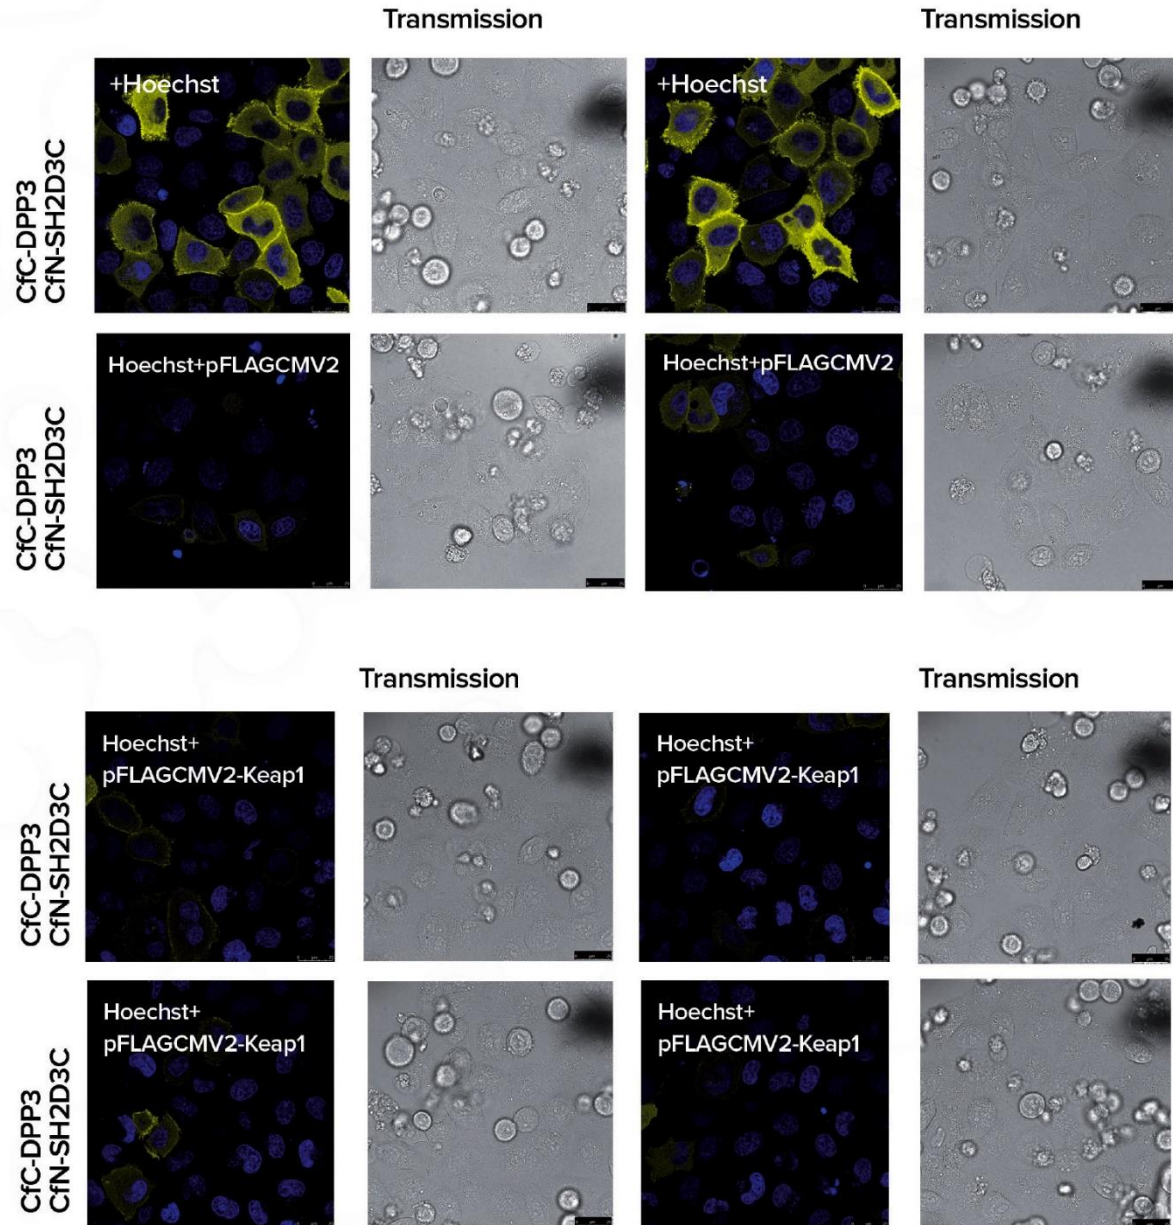 Transmission
Transmission
CfC-DPP3
CfN-SH2D3C
+Hoechst
+Hoechst
CfC-DPP3
CfN-SH2D3C
Hoechst+pFLAGCMV2
Hoechst+pFLAGCMV2
Transmission
Transmission
CfC-DPP3
CfN-SH2D3C
Hoechst+
pFLAGCMV2-Keap1
Hoechst+
pFLAGCMV2-Keap1
CfC-DPP3
CfN-SH2D3C
Hoechst+
pFLAGCMV2-Keap1
Hoechst+
pFLAGCMV2-Keap1